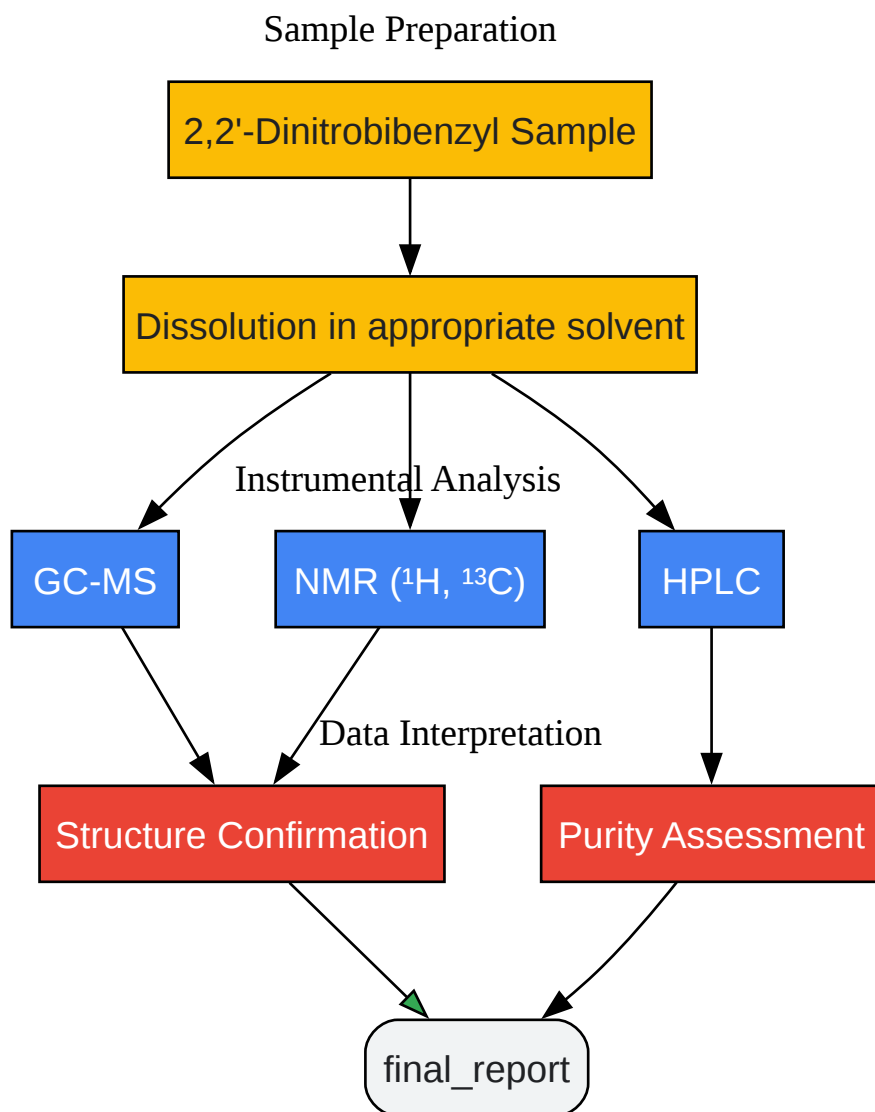 Sample Preparation
2,2'-Dinitrobibenzyl Sample
Dissolution in appropriate solvent
Instrumental Analysis
GC-MS
NMR (¹H, ¹³C)
HPLC
Data Interpretation
Structure Confirmation
Purity Assessment
final_report